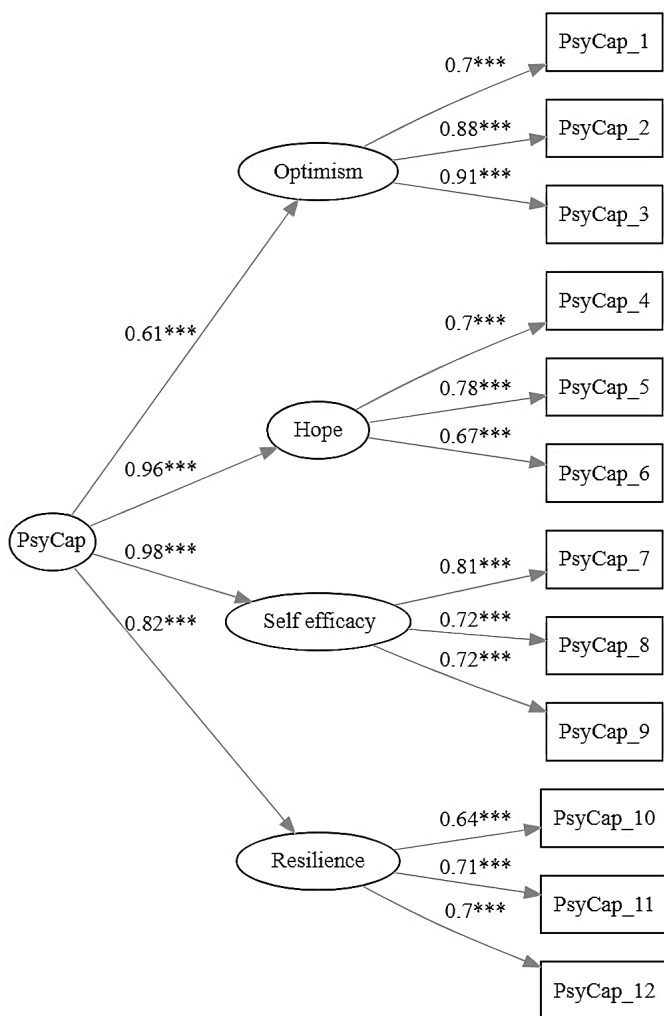 PsyCap_1
0.7***
0.88***
PsyCap_2
Optimism
0.91***
PsyCap_3
0.61***
PsyCap_4
0.7***
0.78***
PsyCap_5
Hope
0.67***
PsyCap_6
0.96***
PsyCap
0.98***
0.82***
PsyCap_7
0.81***
Self efficacy
0.72***
PsyCap_8
0.72***
PsyCap_9
PsyCap_10
0.64***
Resilience
0.71***
PsyCap_11
0.7***
PsyCap_12